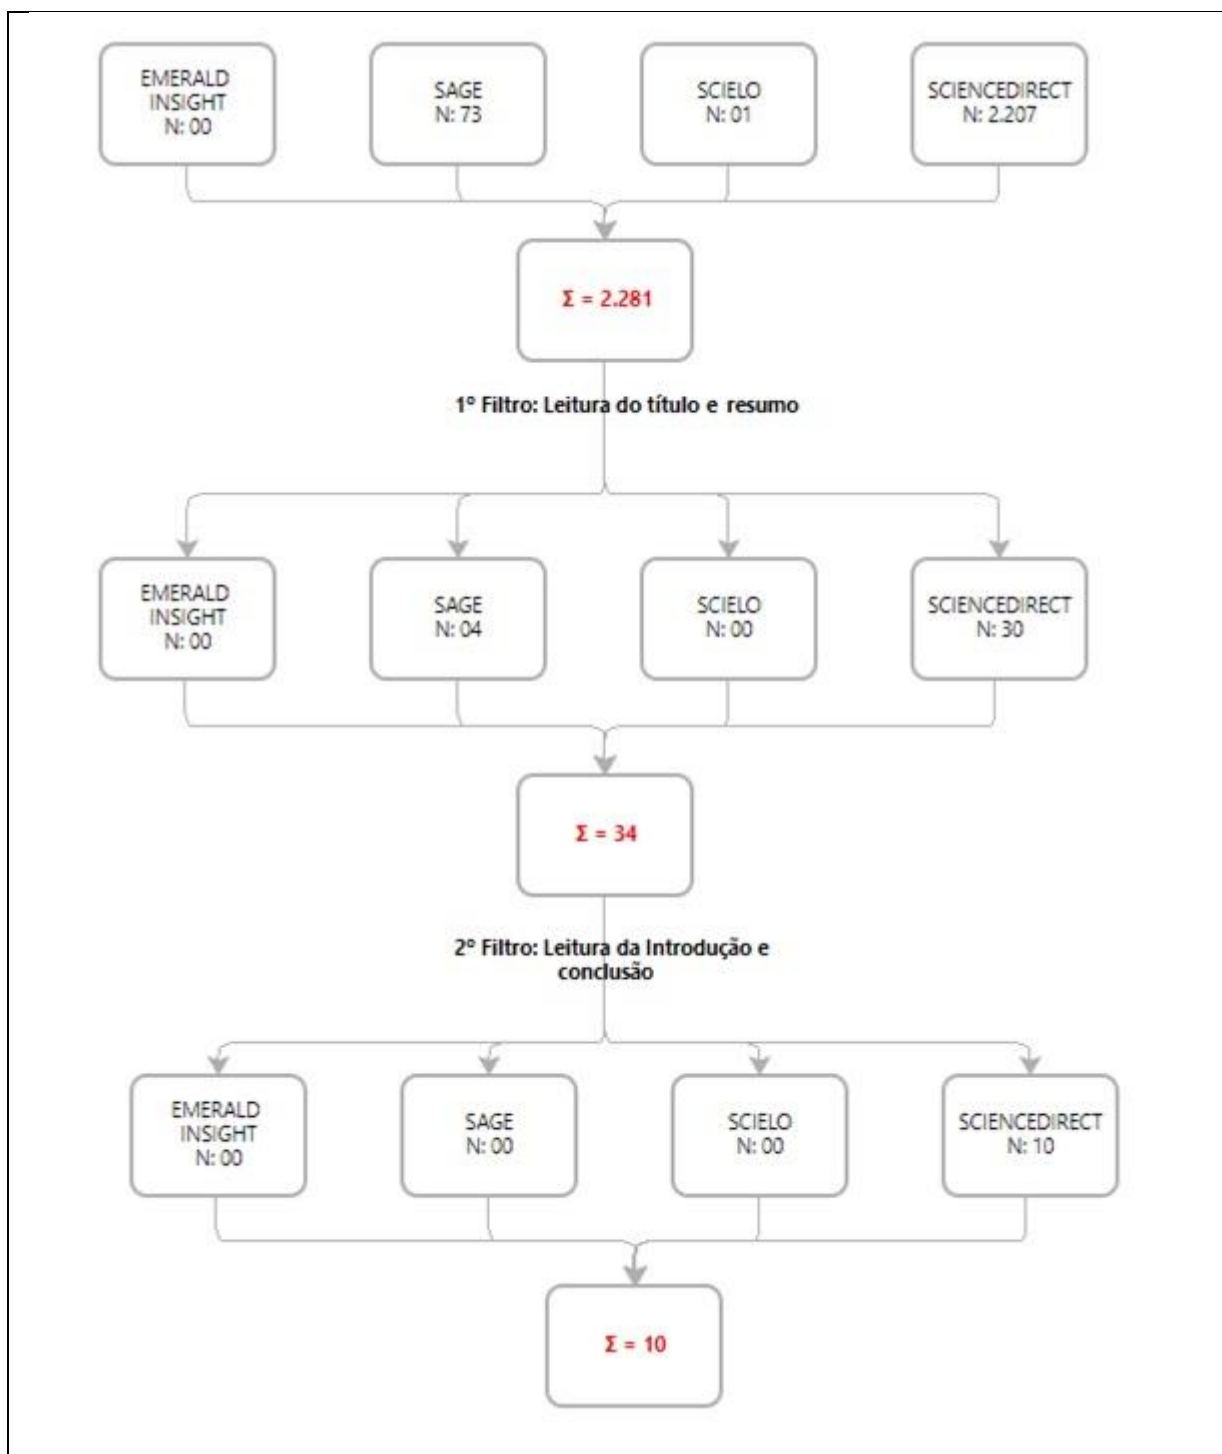 EMERALD
INSIGHT
N: 00
SAGE
N: 73
SCIELO
N: 01
SCIENCEDIRECT
N: 2.207
Σ = 2.281
1º Filtro: Leitura do título e resumo
EMERALD
INSIGHT
N: 00
SAGE
N: 04
SCIELO
N: 00
SCIENCEDIRECT
N: 30
Σ = 34
2º Filtro: Leitura da Introdução e
conclusão
EMERALD
INSIGHT
N: 00
SAGE
N: 00
SCIELO
N: 00
SCIENCEDIRECT
N: 10
Σ = 10